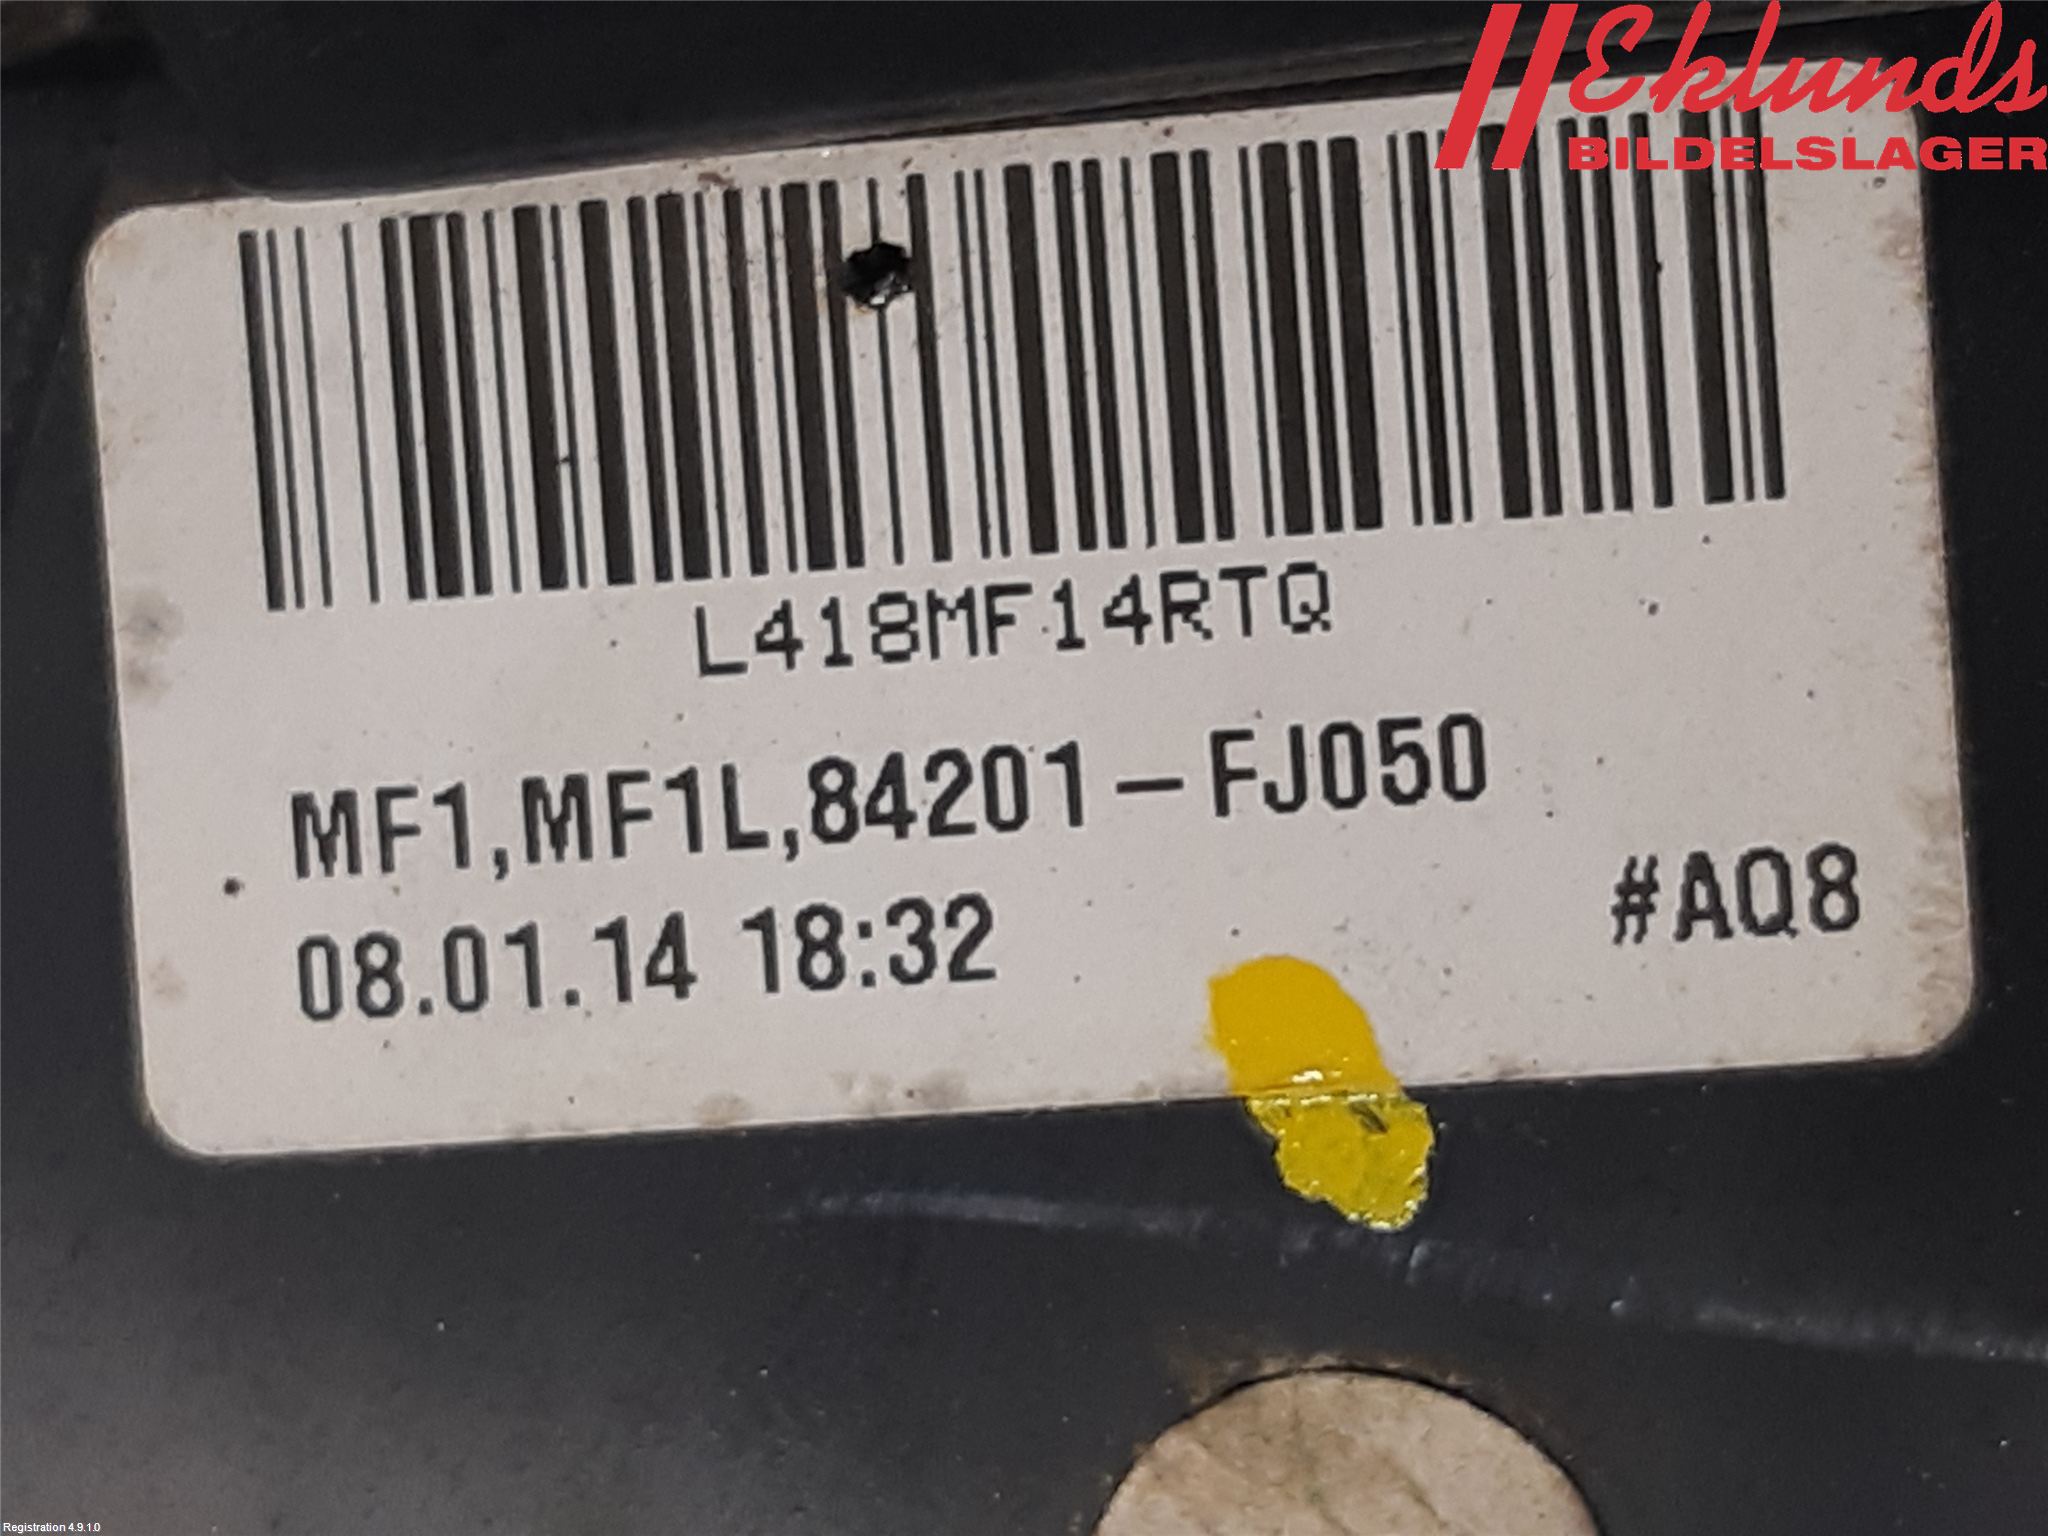 Eklunds
BILDELSLAGER
L418MF14RTQ
MF1,MF1L,84201-FJ050
08.01.14 18:32 #AQ8
Registration 4.9.1.0